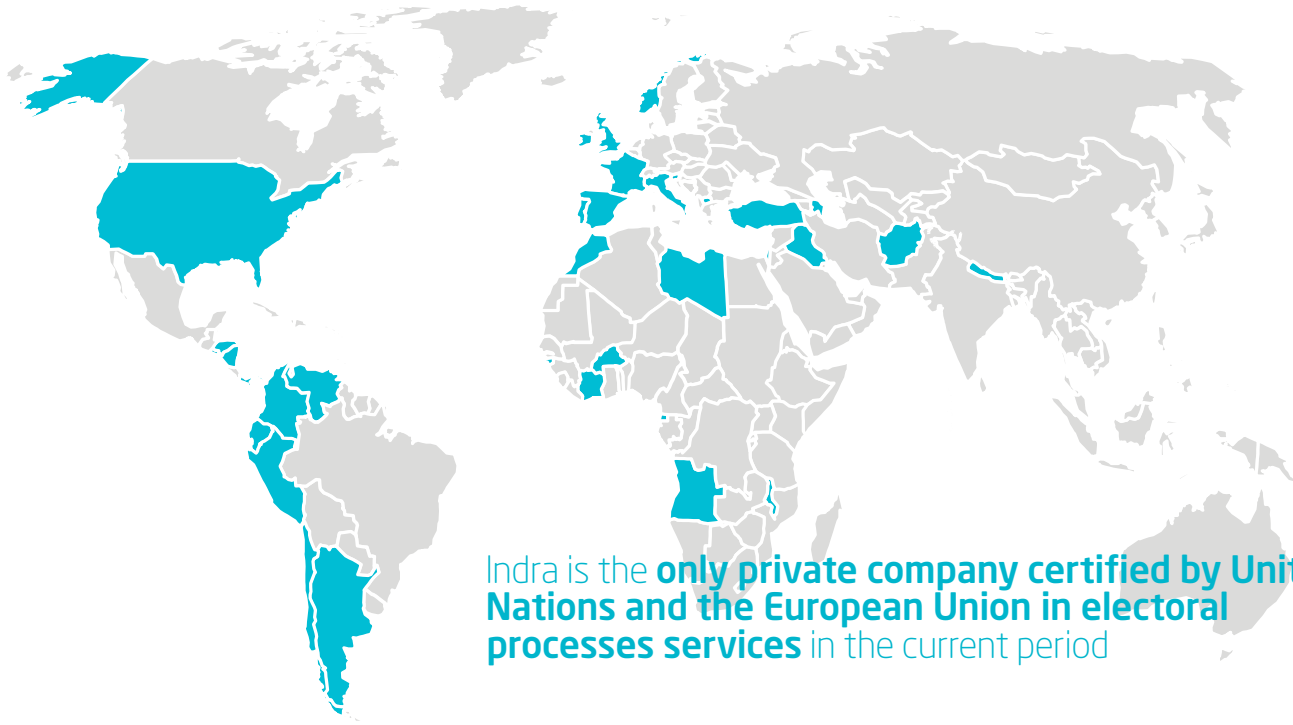 Indra is the only private company certified by Unit
Nations and the European Union in electoral
processes services in the current period